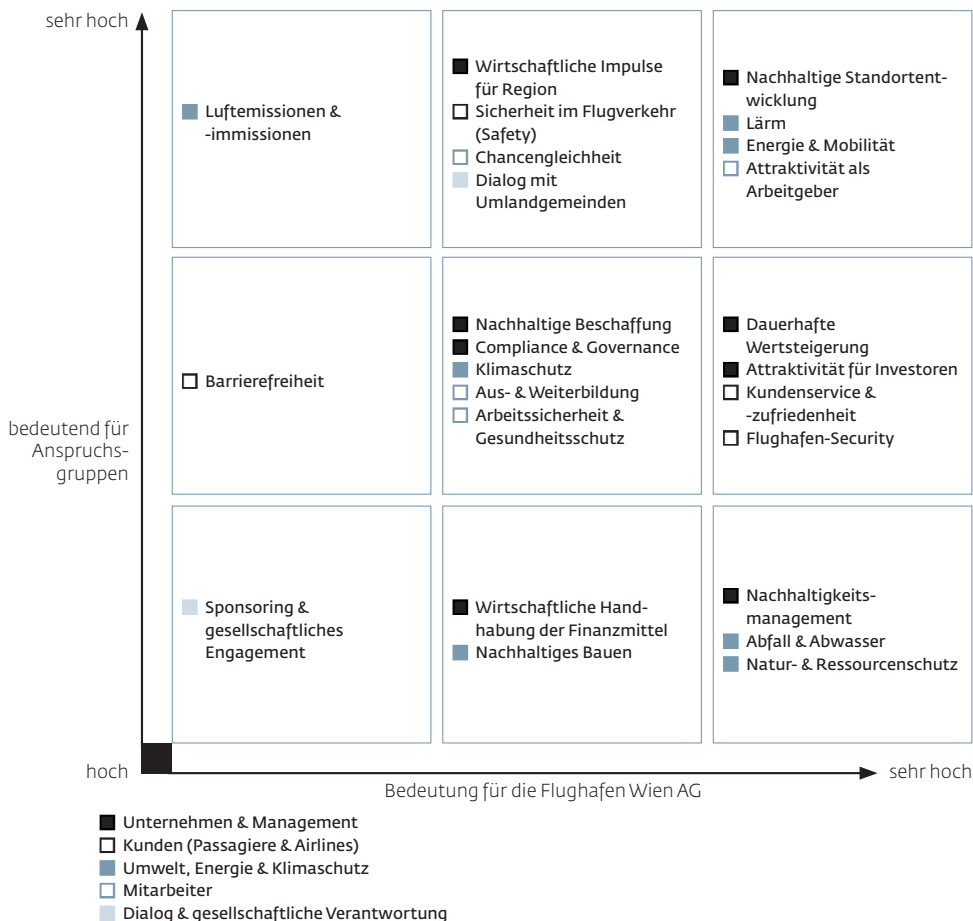 sehr hoch
Luftemissionen &
-immissionen
Wirtschaftliche Impulse
für Region
Sicherheit im Flugverkehr
(Safety)
Chancengleichheit
Dialog mit
Umlandgemeinden
Nachhaltige Standortent-
wicklung
Lärm
Energie & Mobilität
Attraktivität als
Arbeitgeber
bedeutend für
Anspruchs-
gruppen
Barrierefreiheit
Nachhaltige Beschaffung
Compliance & Governance
Klimaschutz
Aus- & Weiterbildung
Arbeitssicherheit &
Gesundheitsschutz
Dauerhafte
Wertsteigerung
Attraktivität für Investoren
Kundenservice &
-zufriedenheit
Flughafen-Security
Sponsoring &
gesellschaftliches
Engagement
Wirtschaftliche Hand-
habung der Finanzmittel
Nachhaltiges Bauen
Nachhaltigkeits-
management
Abfall & Abwasser
Natur- & Ressourcenschutz
hoch
Bedeutung für die Flughafen Wien AG
sehr hoch
Unternehmen & Management
Kunden (Passagiere & Airlines)
Umwelt, Energie & Klimaschutz
Mitarbeiter
Dialog & gesellschaftliche Verantwortung